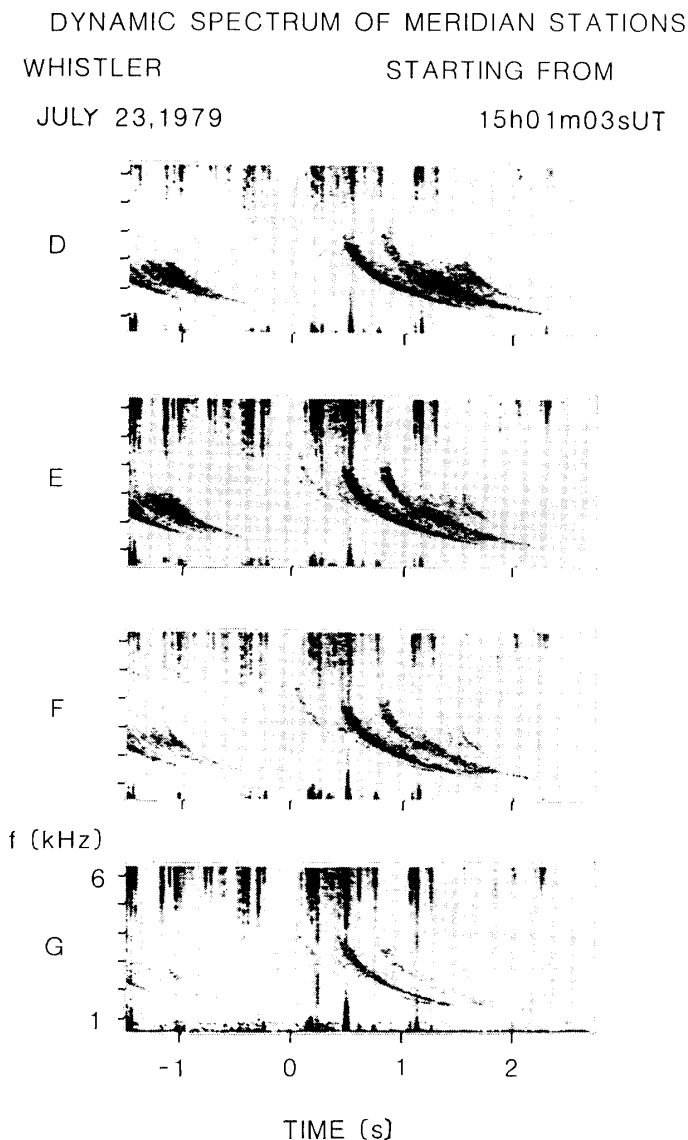 DYNAMIC SPECTRUM OF MERIDIAN STATIONS
WHISTLER STARTING FROM
JULY 23,1979 15h01m03sUT
D
E
F
f (kHz)
6
G
1
-1 0 1 2
TIME (s)